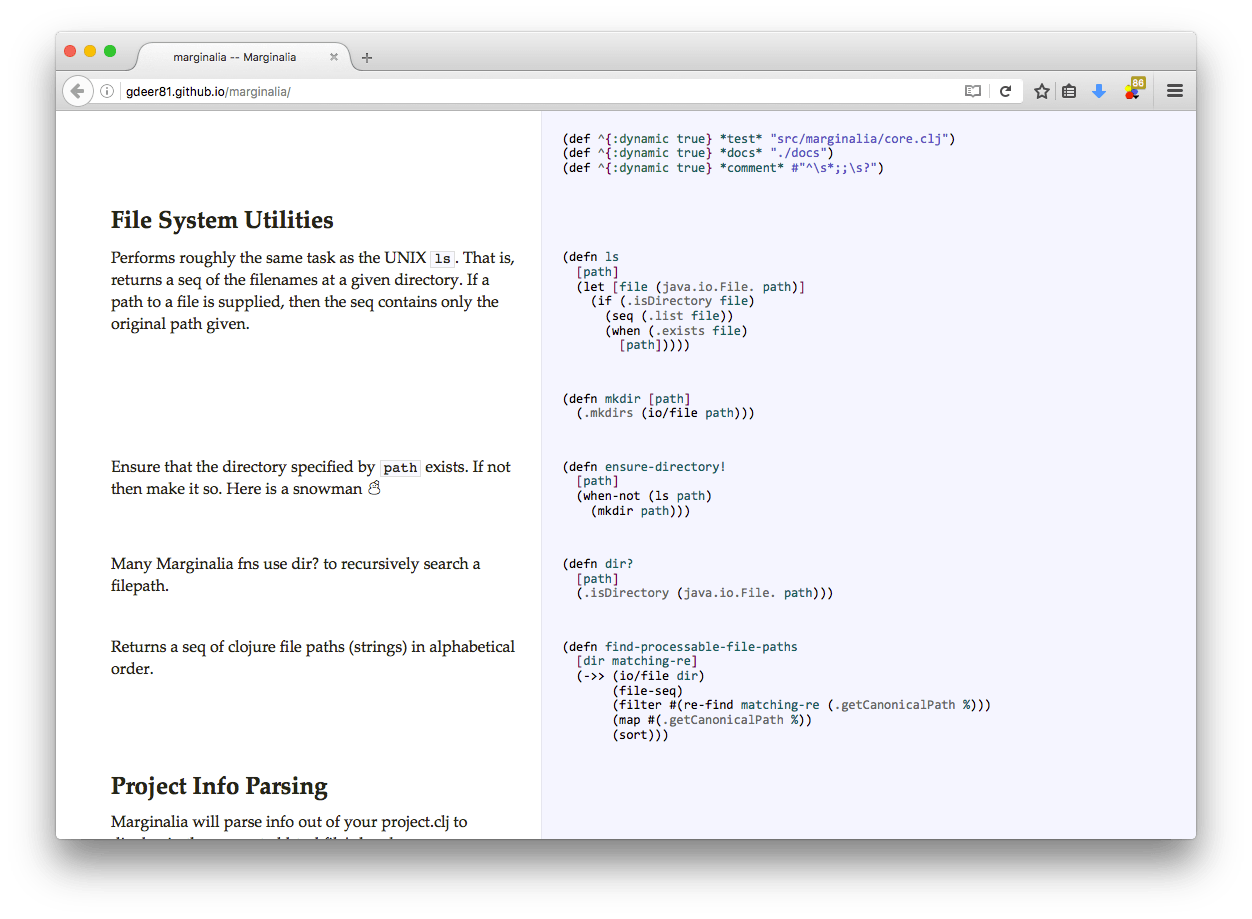 marginalia -- Marginalia
gdeer81.github.io/marginalia/
86
(def ^{:dynamic true} *test* "src/marginalia/core.clj")
(def ^{:dynamic true} *docs* "./docs")
(def ^{:dynamic true} *comment* #"^\s*;;\s?")
File System Utilities
Performs roughly the same task as the UNIX ls. That is,
returns a seq of the filenames at a given directory. If a
path to a file is supplied, then the seq contains only the
original path given.
(defn ls
  [path]
  (let [file (java.io.File. path)]
    (if (.isDirectory file)
      (seq (.list file))
      (when (.exists file)
        [path]))))
(defn mkdir [path]
  (.mkdirs (io/file path)))
Ensure that the directory specified by path exists. If not
then make it so. Here is a snowman ☃
(defn ensure-directory!
  [path]
  (when-not (ls path)
    (mkdir path)))
Many Marginalia fns use dir? to recursively search a
filepath.
(defn dir?
  [path]
  (.isDirectory (java.io.File. path)))
Returns a seq of clojure file paths (strings) in alphabetical
order.
(defn find-processable-file-paths
  [dir matching-re]
  (->> (io/file dir)
       (file-seq)
       (filter #(re-find matching-re (.getCanonicalPath %)))
       (map #(.getCanonicalPath %))
       (sort)))
Project Info Parsing
Marginalia will parse info out of your project.clj to